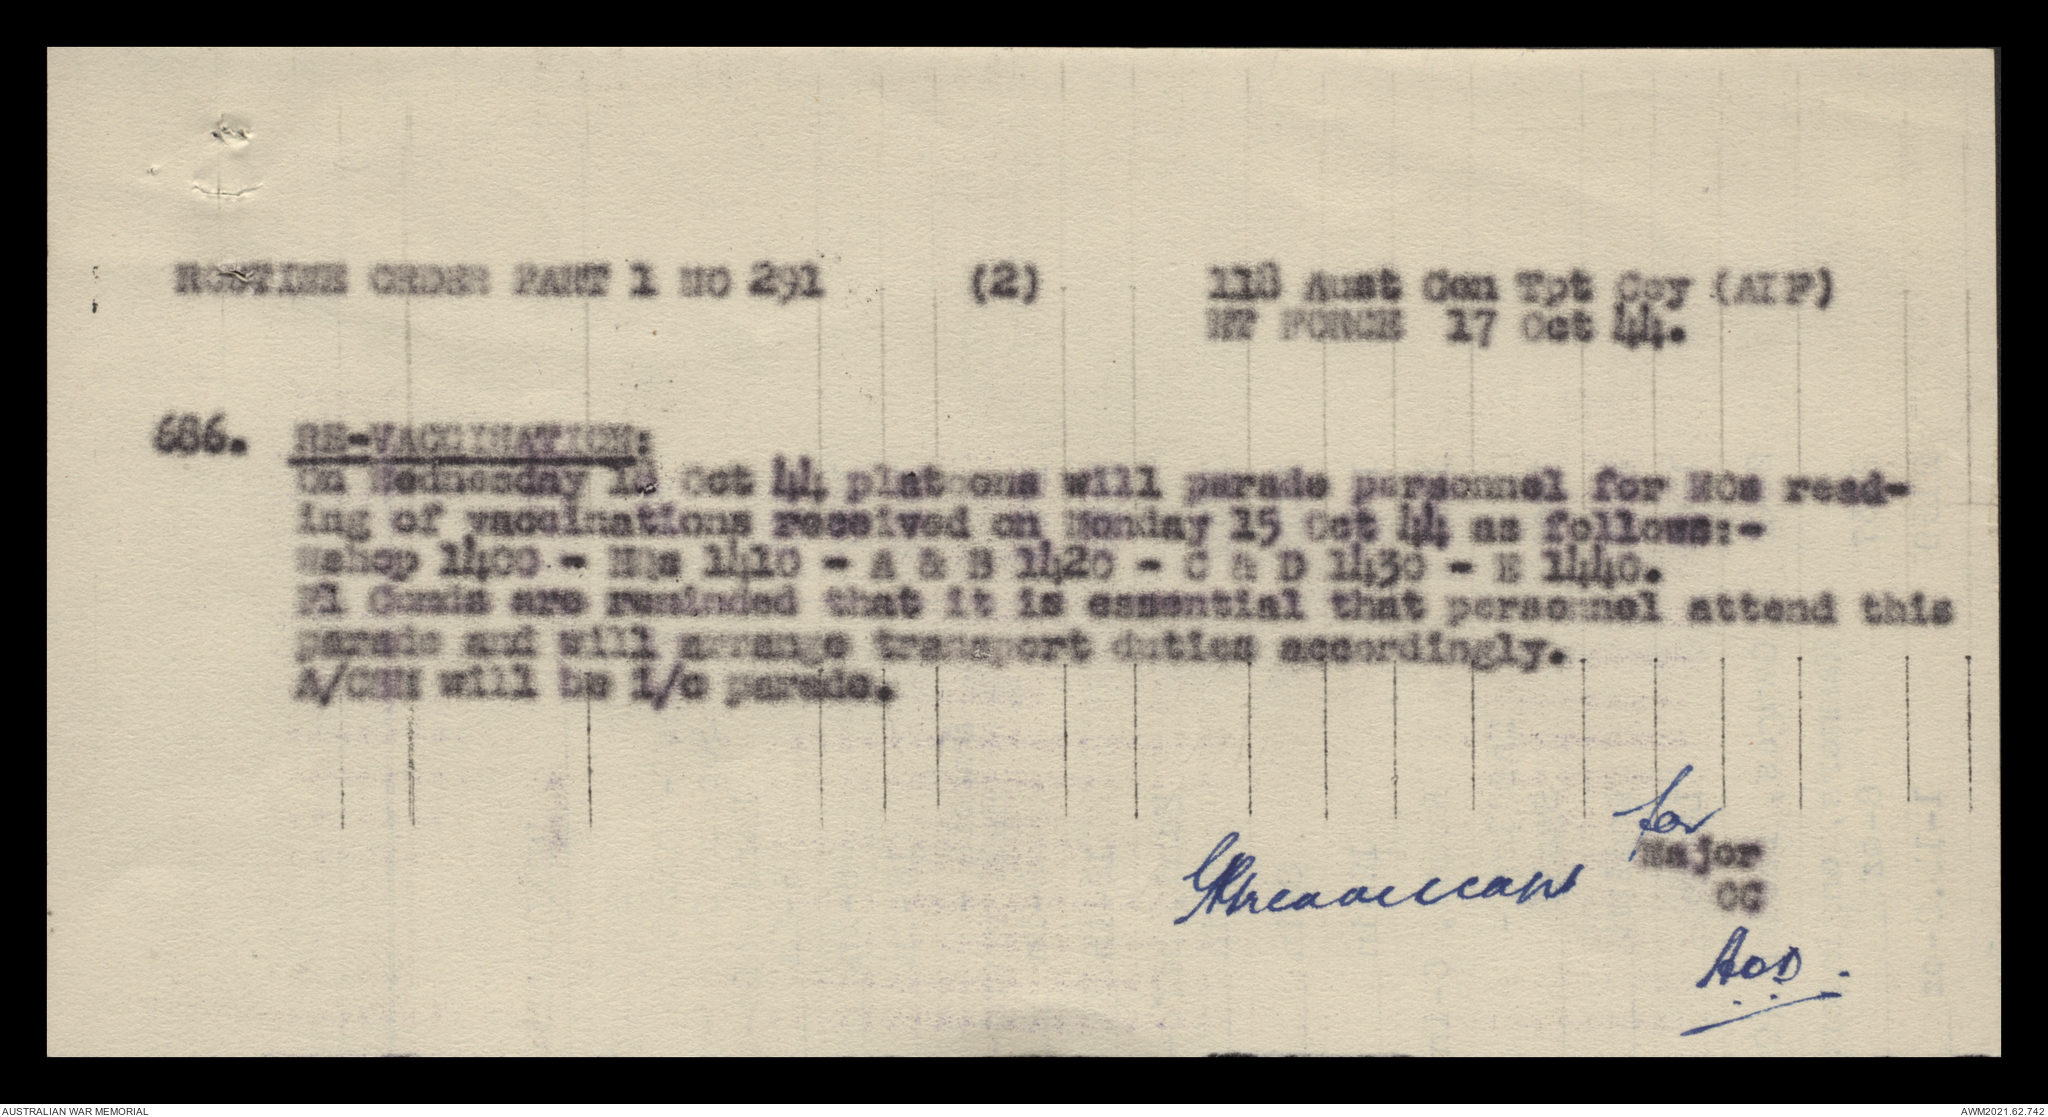 ROUTINE ORDER PART 1 NO 291 (2) 118 Aust Gen Tpt Coy (AIF)
NT FORCE 17 Oct 44.
686. RE-VACCINATION:
On Wednesday 18 Oct 44 platoons will parade personnel for MOs read-
ing of vaccinations received on Monday 15 Oct 44 as follows:-
Wshop 1400 - HQs 1410 - A & B 1420 - C & D 1430 - E 1440.
Pl Comds are reminded that it is essential that personnel attend this
parade and will arrange transport duties accordingly.
A/CSM will be i/c parade.
for
Major
OC
AOD.
AUSTRALIAN WAR MEMORIAL AWM2021.62.742